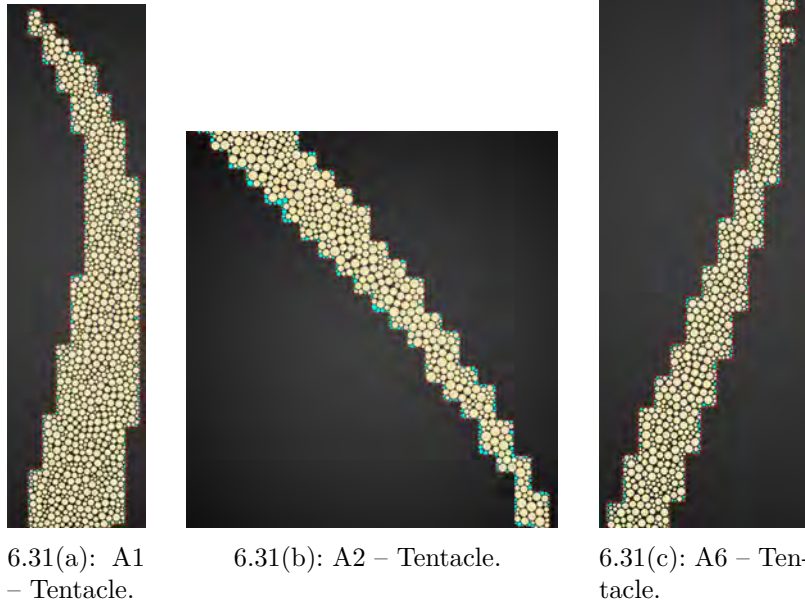 6.31(a): A1
– Tentacle.
6.31(b): A2 – Tentacle.
6.31(c): A6 – Ten-
tacle.